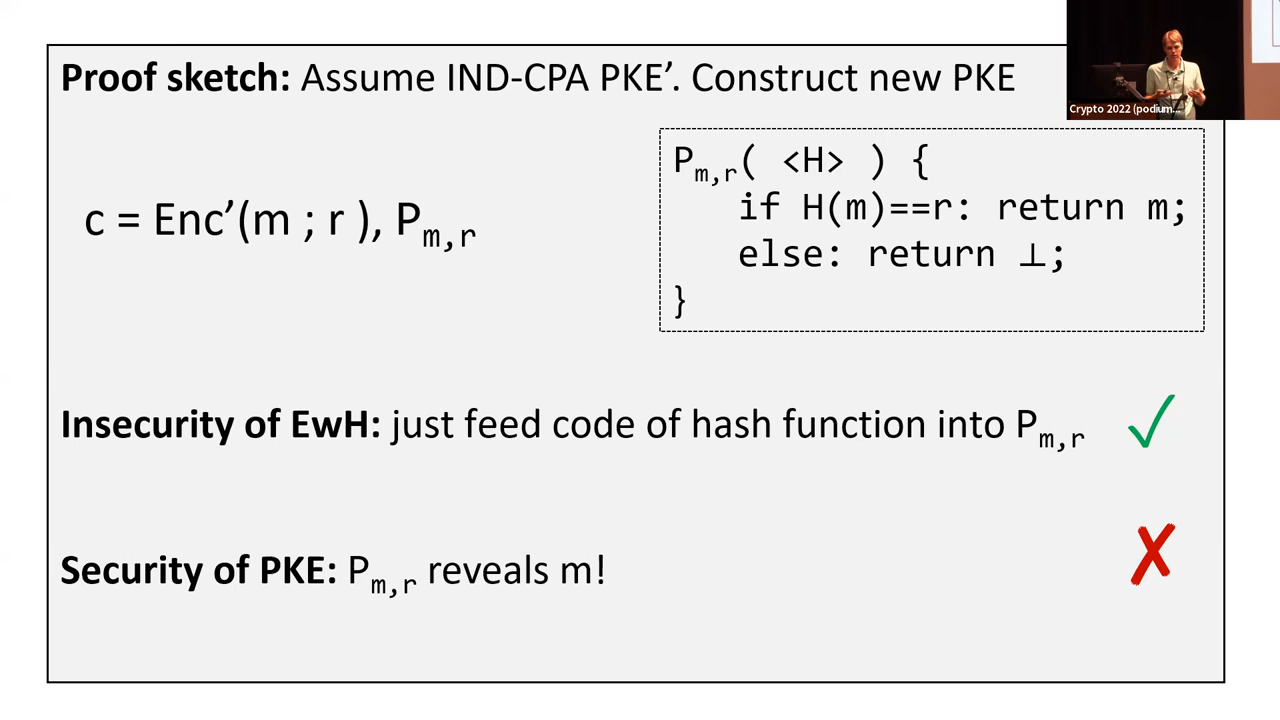 Proof sketch: Assume IND-CPA PKE’. Construct new PKE
Crypto 2022 (podium...
c = Enc’(m ; r ), Pm,r
Pm,r( <H> ) {
if H(m)==r: return m;
else: return ⊥;
}
Insecurity of EwH: just feed code of hash function into Pm,r ✓
Security of PKE: Pm,r reveals m! ✗